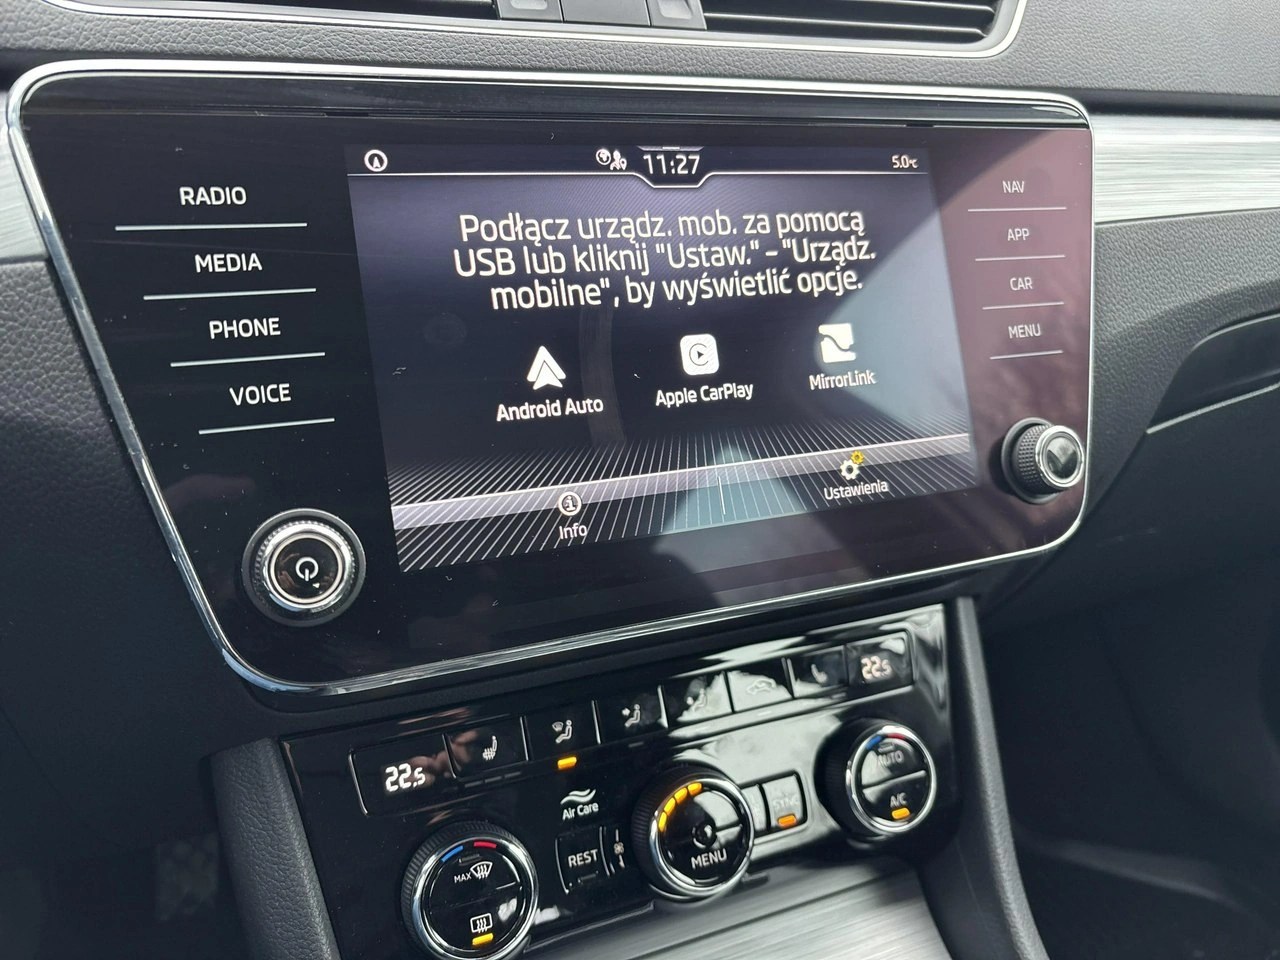 11:27
5.0°C
RADIO
MEDIA
PHONE
VOICE
Podłącz urządz. mob. za pomocą
USB lub kliknij "Ustaw." - "Urządz.
mobilne", by wyświetlić opcje.
Android Auto
Apple CarPlay
MirrorLink
Info
Ustawienia
NAV
APP
CAR
MENU
22.5
22.5
Air Care
REST
MENU
SYNC
AUTO
A/C
MAX